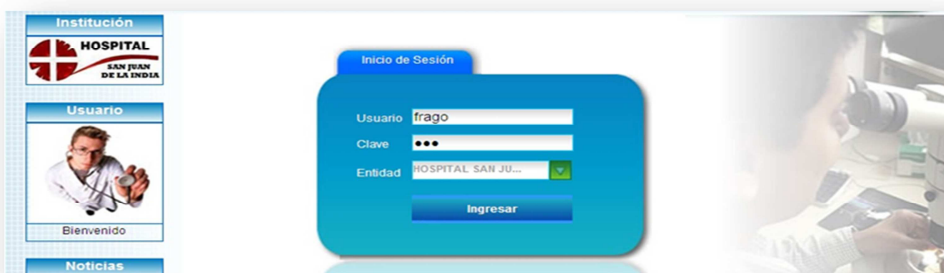 Institución
HOSPITAL
SAN JUAN
DE LA INDIA
Usuario
Bienvenido
Noticias
Inicio de Sesión
Usuario frago
Clave •••
Entidad HOSPITAL SAN JU...
Ingresar